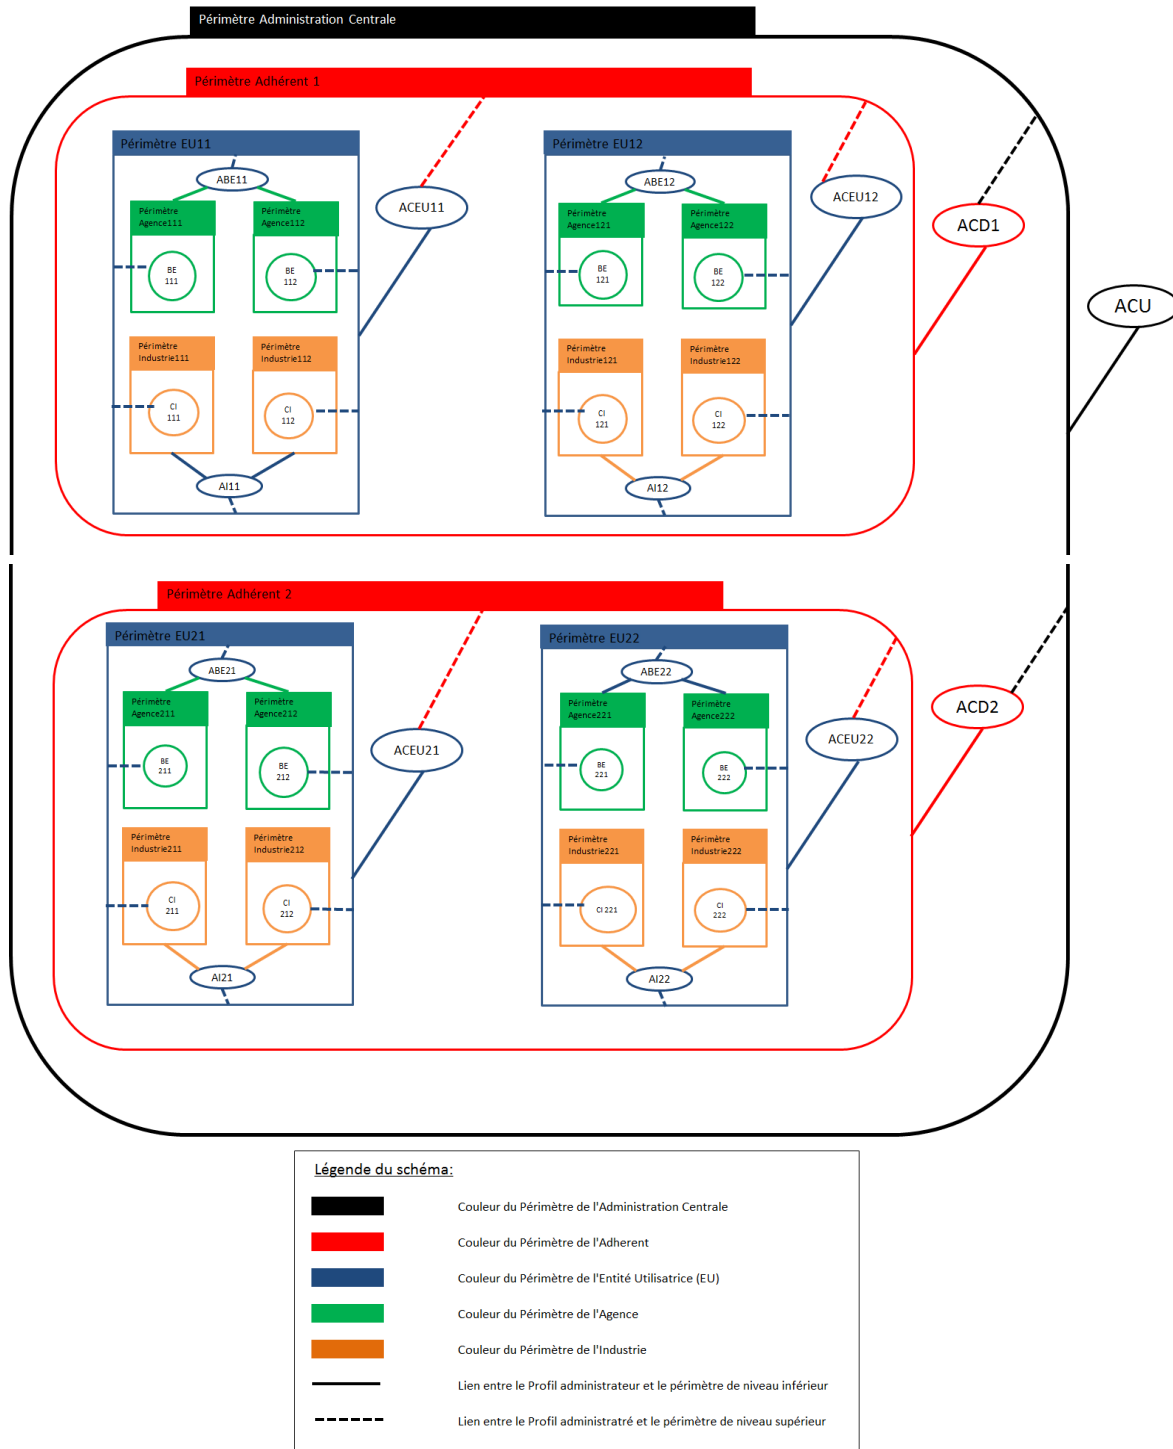 Périmètre Administration Centrale
Périmètre Adhérent 1
Périmètre EU11
Périmètre EU12
ABE11
ABE12
ACEU11
ACEU12
ACD1
ACU
Périmètre
Agence111
Périmètre
Agence112
Périmètre
Agence121
Périmètre
Agence122
BE
111
BE
112
BE
121
BE
122
Périmètre
Industrie111
Périmètre
Industrie112
Périmètre
Industrie121
Périmètre
Industrie122
CI
111
CI
112
CI
121
CI
122
AI11
AI12
Périmètre Adhérent 2
Périmètre EU21
Périmètre EU22
ABE21
ABE22
ACEU21
ACEU22
ACD2
Périmètre
Agence211
Périmètre
Agence212
Périmètre
Agence221
Périmètre
Agence222
BE
211
BE
212
BE
221
BE
222
Périmètre
Industrie211
Périmètre
Industrie212
Périmètre
Industrie221
Périmètre
Industrie222
CI
211
CI
212
CI 221
CI
222
AI21
AI22
Légende du schéma:
Couleur du Périmètre de l'Administration Centrale
Couleur du Périmètre de l'Adherent
Couleur du Périmètre de l'Entité Utilisatrice (EU)
Couleur du Périmètre de l'Agence
Couleur du Périmètre de l'Industrie
Lien entre le Profil administrateur et le périmètre de niveau inférieur
Lien entre le Profil administratré et le périmètre de niveau supérieur